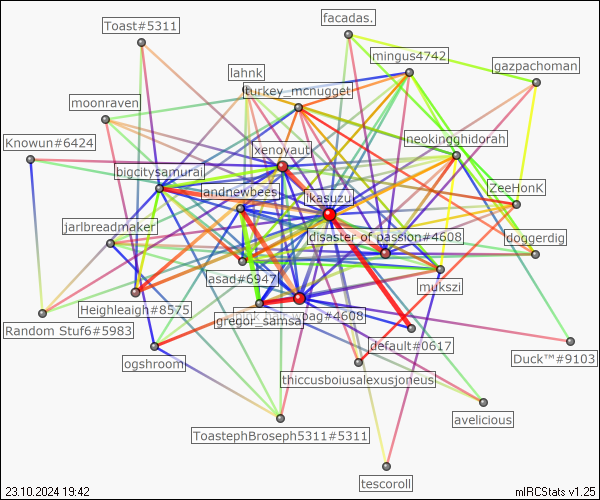 facadas.
Toast#5311
mingus4742
gazpachoman
lahnk
turkey_mcnugget
moonraven
neokingghidorah
Knowun#6424
xenoyaut
bigcitysamurai
andnewbees
ikasuzu
ZeeHonK
jarlbreadmaker
disaster of passion#4608
doggerdig
asad#6947
mukszi
Heighleigh#8575
gregor_samsa
bag#4608
Random Stuf6#5983
default#0617
Duck™#9103
ogshroom
thiccusboiusalexusjoneus
avelicious
ToastephBroseph5311#5311
tescoroll
23.10.2024 19:42
mIRCStats v1.25